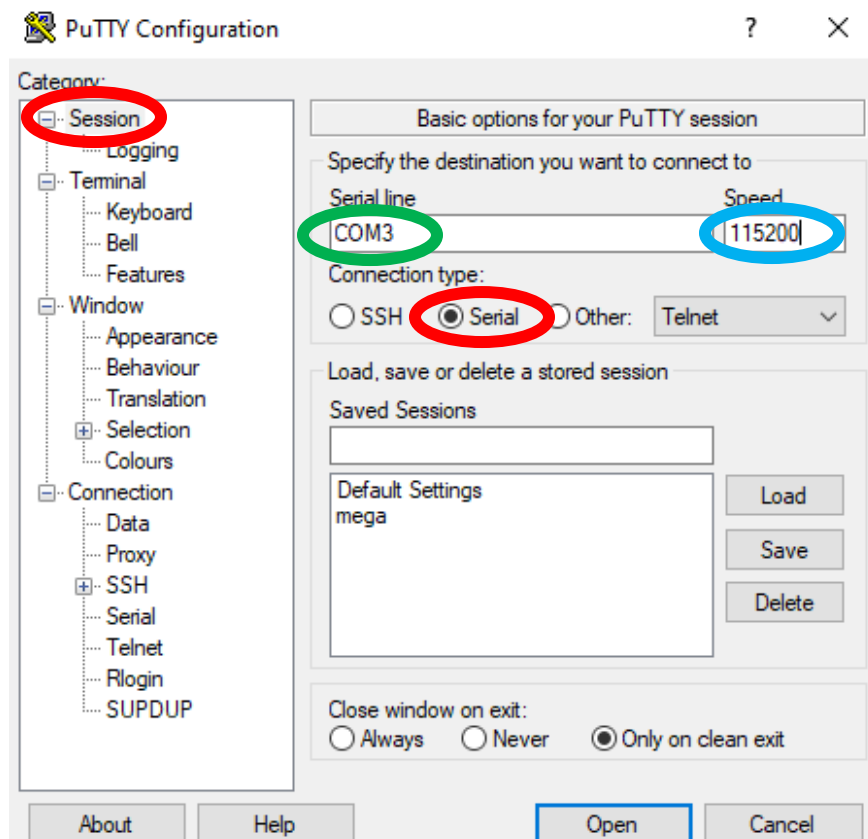 PuTTY Configuration
?
Category:
Session
Logging
Terminal
Keyboard
Bell
Features
Window
Appearance
Behaviour
Translation
Selection
Colours
Connection
Data
Proxy
SSH
Serial
Telnet
Rlogin
SUPDUP
Basic options for your PuTTY session
Specify the destination you want to connect to
Serial line
Speed
COM3
115200
Connection type:
SSH
Serial
Other:
Telnet
Load, save or delete a stored session
Saved Sessions
Default Settings
mega
Load
Save
Delete
Close window on exit:
Always
Never
Only on clean exit
About
Help
Open
Cancel